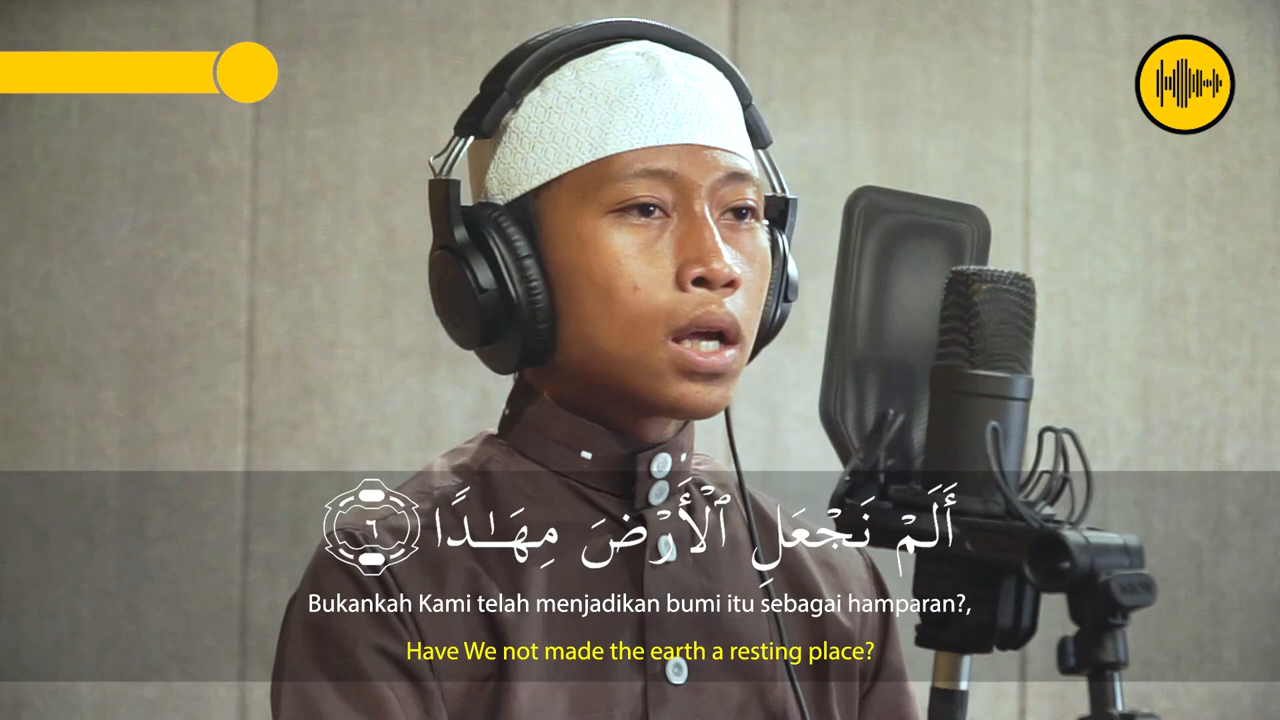 أَلَمْ نَجْعَلِ ٱلْأَرْضَ مِهَـٰدًا ٦
Bukankah Kami telah menjadikan bumi itu sebagai hamparan?,
Have We not made the earth a resting place?